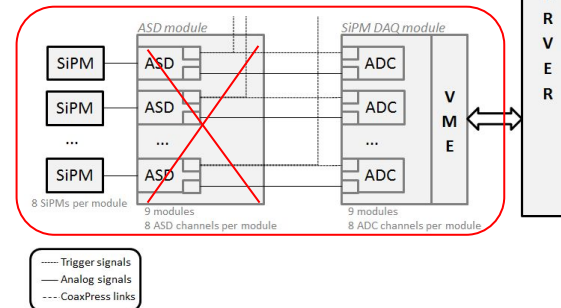 ASD module
SiPM DAQ module
SiPM
ASD
ADC
SiPM
ASD
ADC
...
...
...
SiPM
ASD
ADC
V
M
E
R
V
E
R
8 SiPMs per module
9 modules
8 ASD channels per module
9 modules
8 ADC channels per module
Trigger signals
Analog signals
CoaxPress links